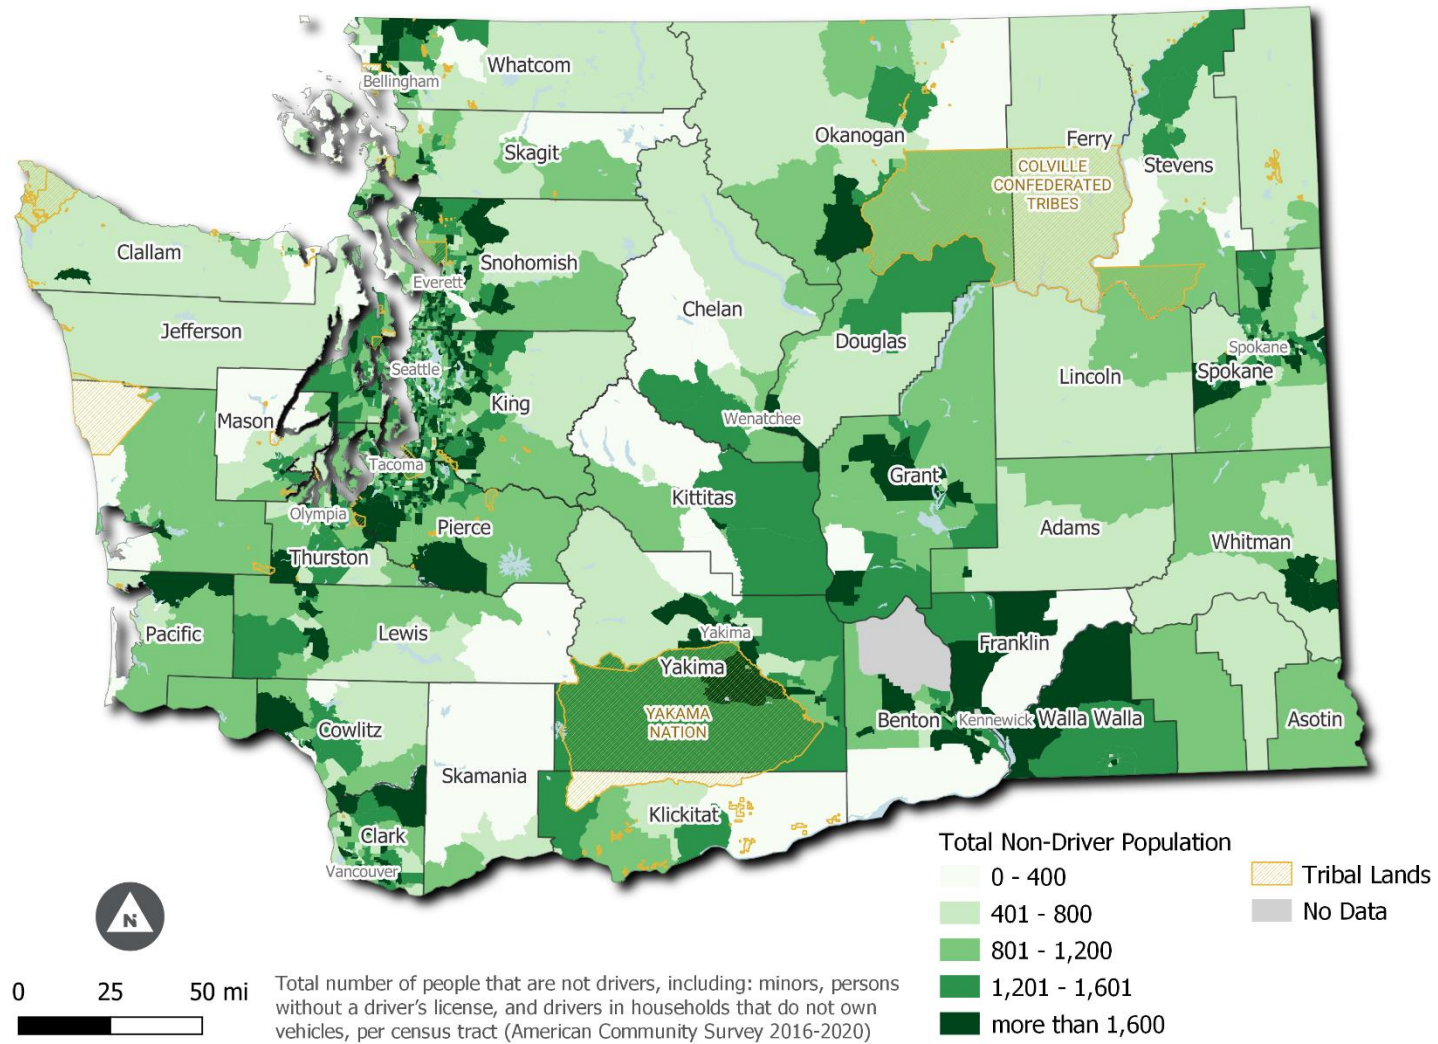 Whatcom
Bellingham
Skagit
Okanogan
Ferry
Stevens
COLVILLE
CONFEDERATED
TRIBES
Clallam
Snohomish
Everett
Chelan
Jefferson
Douglas
Seattle
Spokane
Spokane
Lincoln
King
Mason
Wenatchee
Tacoma
Grant
Kittitas
Olympia
Pierce
Adams
Whitman
Thurston
Pacific
Lewis
Yakima
Franklin
Yakima
YAKAMA
NATION
Benton
Kennewick
Walla Walla
Asotin
Cowlitz
Skamania
Klickitat
Clark
Vancouver
N
0 25 50 mi
Total number of people that are not drivers, including: minors, persons
without a driver's license, and drivers in households that do not own
vehicles, per census tract (American Community Survey 2016-2020)
Total Non-Driver Population
0 - 400
401 - 800
801 - 1,200
1,201 - 1,601
more than 1,600
Tribal Lands
No Data